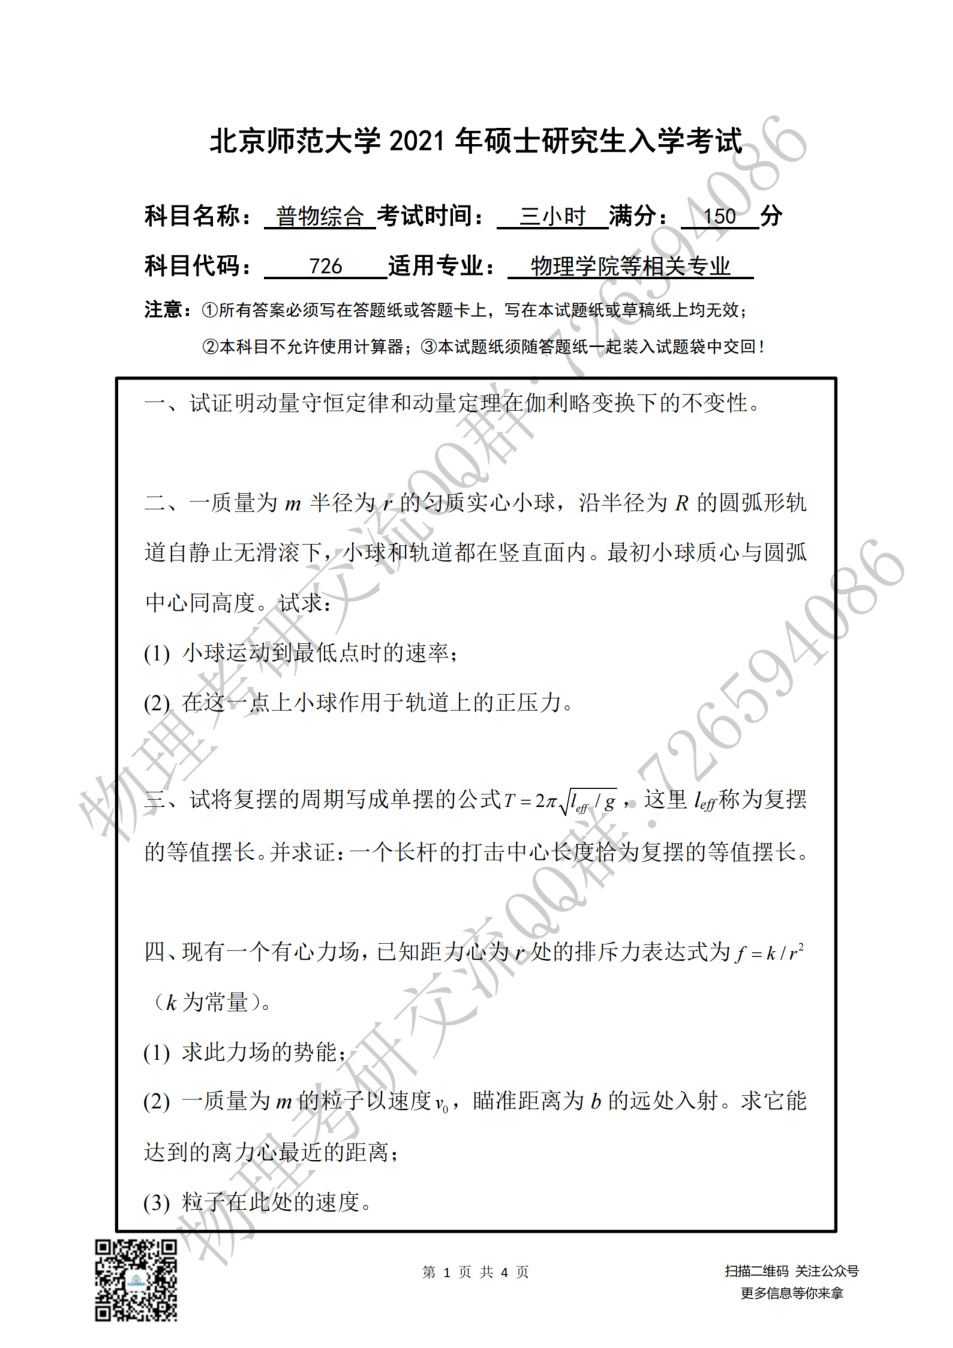 北京师范大学 2021 年硕士研究生入学考试
科目名称： 普物综合 考试时间： 三小时 满分： 150 分
科目代码： 726 适用专业： 物理学院等相关专业
注意：①所有答案必须写在答题纸或答题卡上，写在本试题纸或草稿纸上均无效；
②本科目不允许使用计算器；③本试题纸须随答题纸一起装入试题袋中交回！
一、试证明动量守恒定律和动量定理在伽利略变换下的不变性。
二、一质量为 m 半径为 r 的匀质实心小球，沿半径为 R 的圆弧形轨
道自静止无滑滚下，小球和轨道都在竖直面内。最初小球质心与圆弧
中心同高度。试求：
(1) 小球运动到最低点时的速率；
(2) 在这一点上小球作用于轨道上的正压力。
三、试将复摆的周期写成单摆的公式 T = 2π√(l_eff / g)，这里 l_eff 称为复摆
的等值摆长。并求证：一个长杆的打击中心长度恰为复摆的等值摆长。
四、现有一个有心力场，已知距力心为 r 处的排斥力表达式为 f = k / r²
（k 为常量）。
(1) 求此力场的势能；
(2) 一质量为 m 的粒子以速度 v₀，瞄准距离为 b 的远处入射。求它能
达到的离力心最近的距离；
(3) 粒子在此处的速度。
物理考研交流QQ群：726594086
物理考研交流QQ群：726594086
第 1 页 共 4 页
扫描二维码 关注公众号
更多信息等你来拿